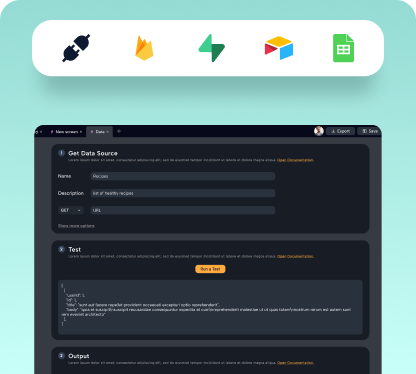 New screen
Data
Export
Save
1 Get Data Source
Lorem ipsum dolor sit amet, consectetur adipiscing elit, sed do eiusmod tempor incididunt ut labore et dolore magna aliqua. Open Documentation.
Name Recipes
Description list of healthy recipes
GET URL
Show more options
2 Test
Lorem ipsum dolor sit amet, consectetur adipiscing elit, sed do eiusmod tempor incididunt ut labore et dolore magna aliqua. Open Documentation.
Run a Test
[
{
"userId": 1,
"id": 1,
"title": "sunt aut facere repellat provident occaecati excepturi optio reprehenderit",
"body": "quia et suscipit\nsuscipit recusandae consequuntur expedita et cum\nreprehenderit molestiae ut ut quas totam\nnostrum rerum est autem sunt
rem eveniet architecto"
},
3 Output
Lorem ipsum dolor sit amet, consectetur adipiscing elit, sed do eiusmod tempor incididunt ut labore et dolore magna aliqua. Open Documentation.